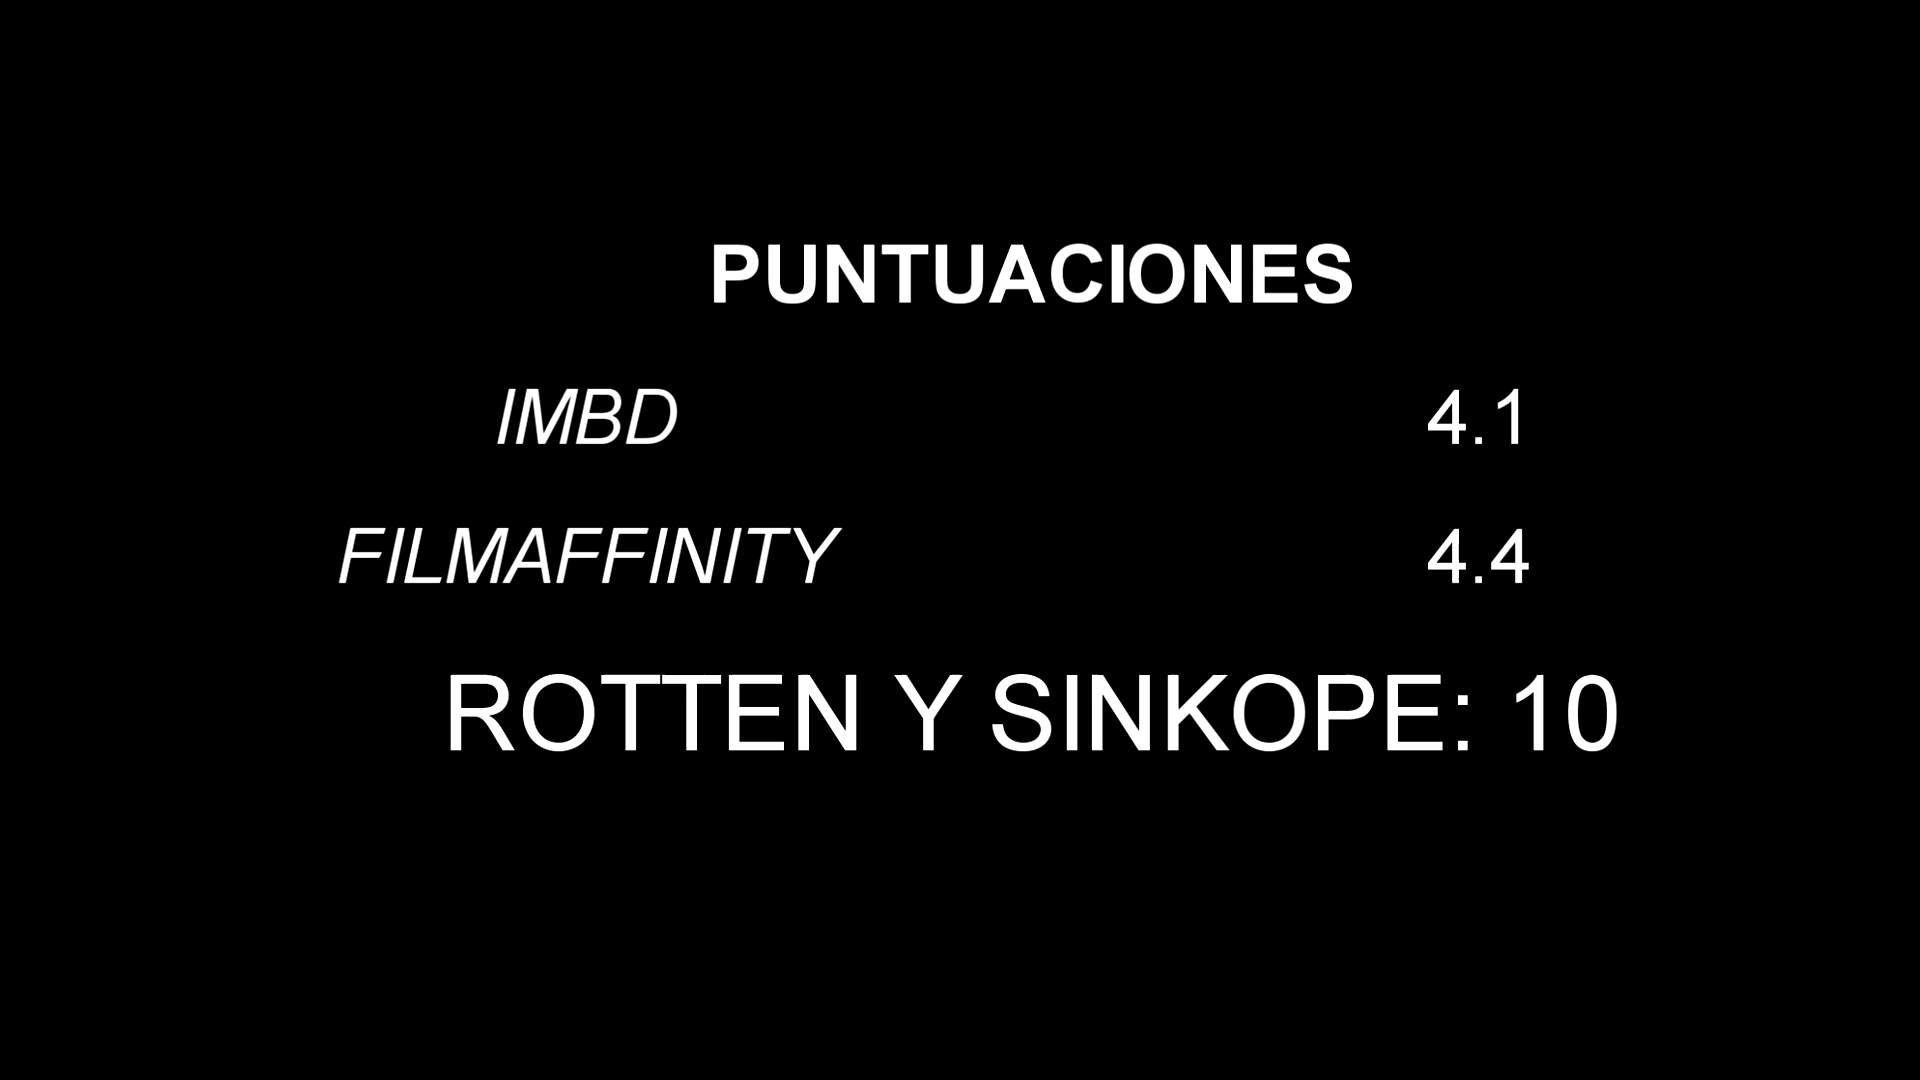 PUNTUACIONES
IMBD 4.1
FILMAFFINITY 4.4
ROTTEN Y SINKOPE: 10